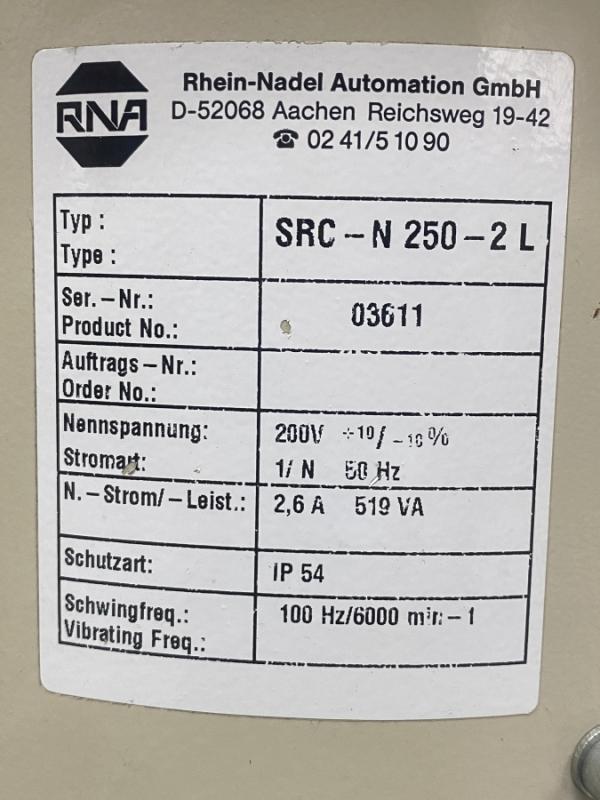 RNA
Rhein-Nadel Automation GmbH
D-52068 Aachen Reichsweg 19-42
☎ 02 41/5 10 90
Typ :
Type :
SRC – N 250 – 2 L
Ser. – Nr.:
Product No.:
03611
Auftrags – Nr.:
Order No.:
Nennspannung:
200V +10/ –10 %
Stromart:
1/ N 50 Hz
N. – Strom/ – Leist.:
2,6 A 519 VA
Schutzart:
IP 54
Schwingfreq.:
Vibrating Freq.:
100 Hz/6000 min – 1